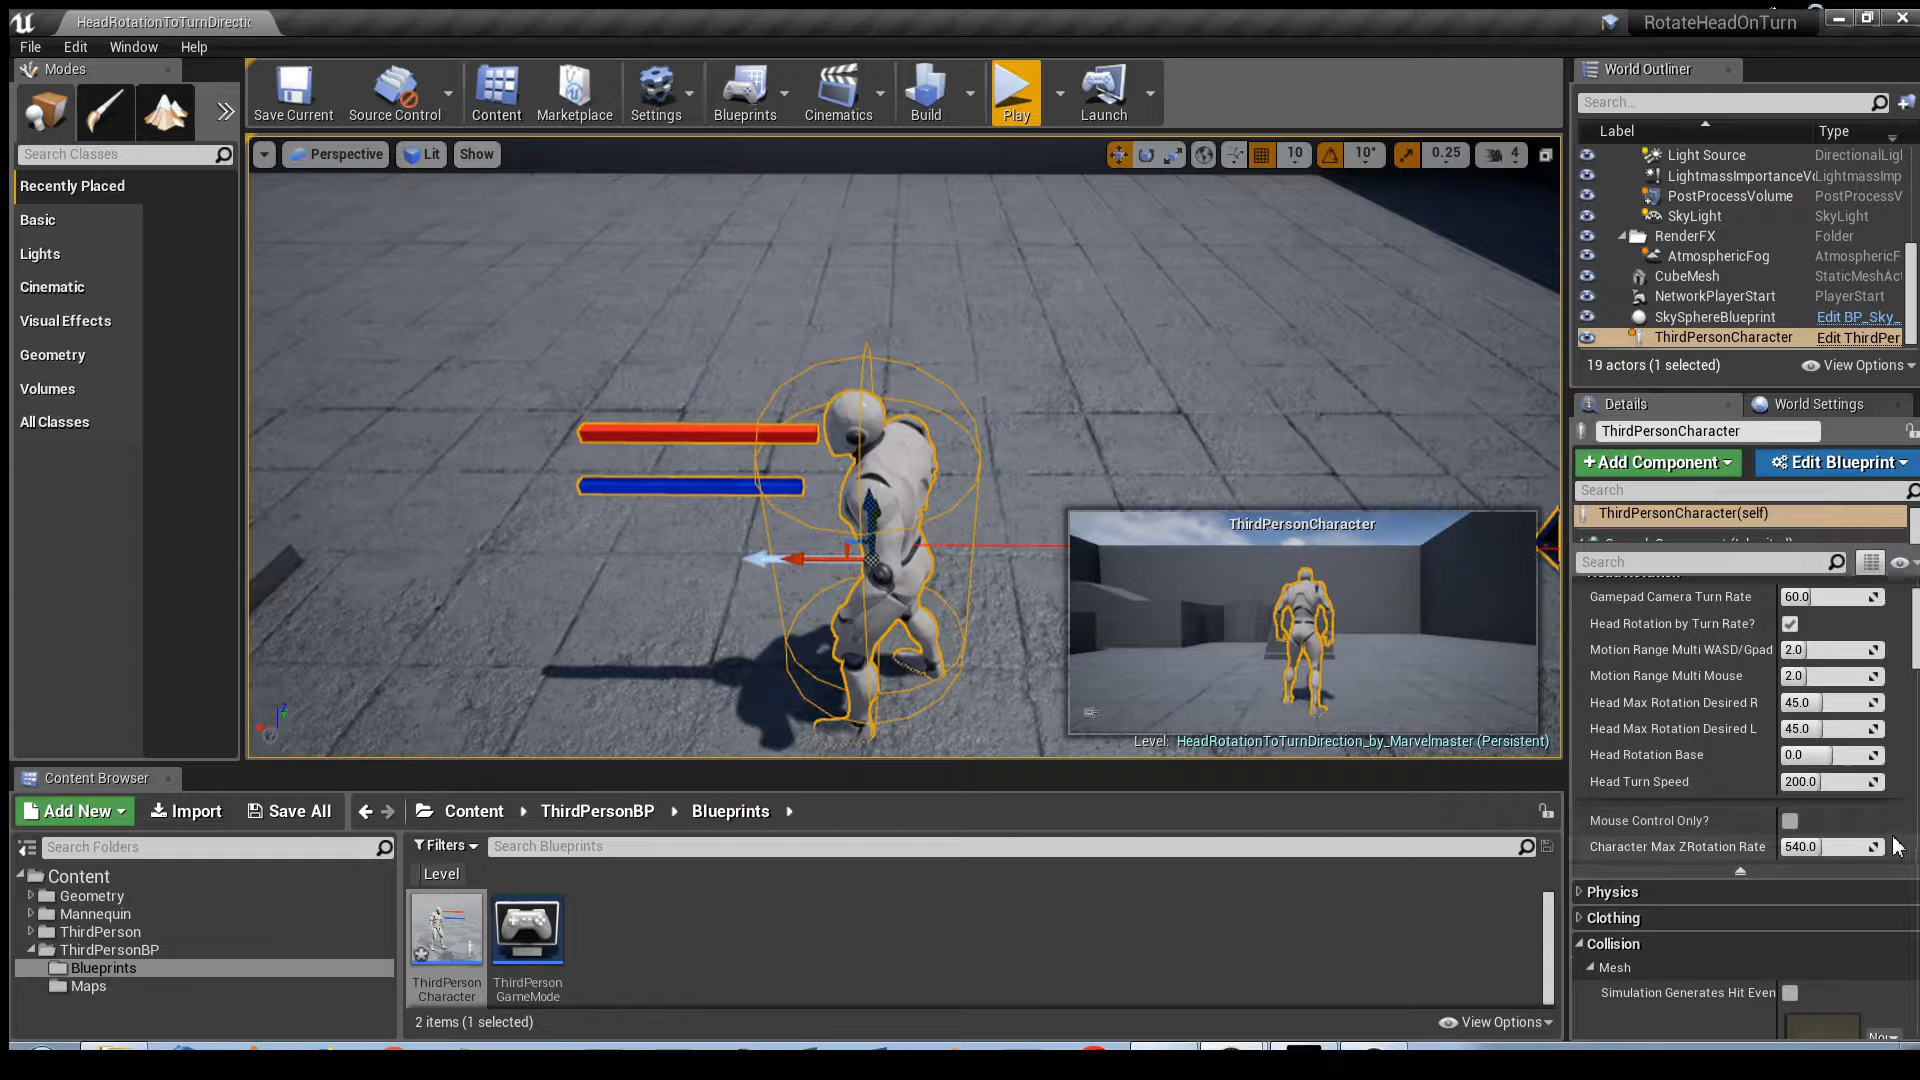 HeadRotationToTurnDirectic
RotateHeadOnTurn
File Edit Window Help
Modes
Save Current
Source Control
Content
Marketplace
Settings
Blueprints
Cinematics
Build
Play
Launch
Search Classes
Recently Placed
Basic
Lights
Cinematic
Visual Effects
Geometry
Volumes
All Classes
Perspective
Lit
Show
10
10°
0.25
4
ThirdPersonCharacter
Level: HeadRotationToTurnDirection_by_Marvelmaster (Persistent)
World Outliner
Search...
Label Type
Light Source DirectionalLigl
LightmassImportanceVo LightmassImp
PostProcessVolume PostProcessV
SkyLight SkyLight
RenderFX Folder
AtmosphericFog AtmosphericF
CubeMesh StaticMeshAc
NetworkPlayerStart PlayerStart
SkySphereBlueprint Edit BP_Sky_
ThirdPersonCharacter Edit ThirdPer
19 actors (1 selected)
View Options
Details
World Settings
ThirdPersonCharacter
+Add Component
Edit Blueprint
Search
ThirdPersonCharacter(self)
Search
Gamepad Camera Turn Rate 60.0
Head Rotation by Turn Rate?
Motion Range Multi WASD/Gpad 2.0
Motion Range Multi Mouse 2.0
Head Max Rotation Desired R 45.0
Head Max Rotation Desired L 45.0
Head Rotation Base 0.0
Head Turn Speed 200.0
Mouse Control Only?
Character Max ZRotation Rate 540.0
Physics
Clothing
Collision
Mesh
Simulation Generates Hit Even
Content Browser
Add New
Import
Save All
Content
ThirdPersonBP
Blueprints
Search Folders
Filters
Search Blueprints
Level
Content
Geometry
Mannequin
ThirdPerson
ThirdPersonBP
Blueprints
Maps
ThirdPerson
Character
ThirdPerson
GameMode
2 items (1 selected)
View Options